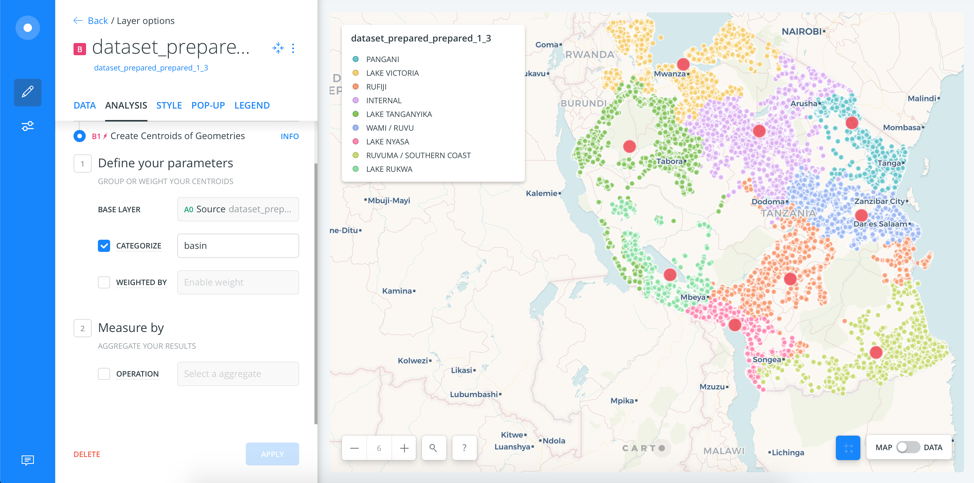 ← Back / Layer options
B dataset_prepare...
dataset_prepared_prepared_1_3
DATA ANALYSIS STYLE POP-UP LEGEND
B1 Create Centroids of Geometries INFO
1 Define your parameters
GROUP OR WEIGHT YOUR CENTROIDS
BASE LAYER A0 Source dataset_prep...
CATEGORIZE basin
WEIGHTED BY Enable weight
2 Measure by
AGGREGATE YOUR RESULTS
OPERATION Select a aggregate
DELETE APPLY
dataset_prepared_prepared_1_3
PANGANI
LAKE VICTORIA
RUFIJI
INTERNAL
LAKE TANGANYIKA
WAMI / RUVU
LAKE NYASA
RUVUMA / SOUTHERN COAST
LAKE RUKWA
NAIROBI
Goma
RWANDA
ukavu
Mwanza
BURUNDI
Arusha
Malindi
Mombasa
Tabora
Tanga
Kalemie
Mbuji-Mayi
Dodoma
Zanzibar City
TANZANIA
Dar es Salaam
ne-Ditu
Kamina
Mbeya
Kolwezi
Songea
Likasi
Mzuzu
Lubumbashi
Mpika
Kitwe
Ndola
Luanshya
CARTO
MALAWI
Lichinga
− 6 + ?
MAP DATA